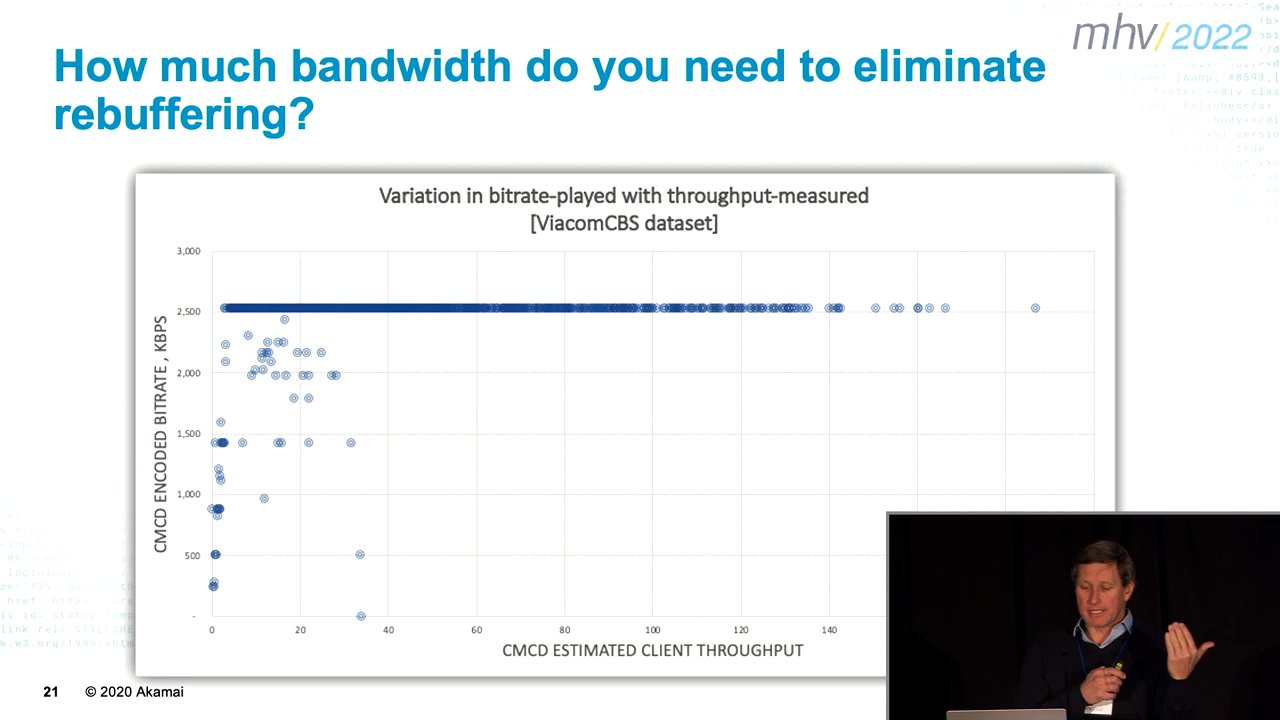 mhv/2022
How much bandwidth do you need to eliminate
rebuffering?
Variation in bitrate-played with throughput-measured
[ViacomCBS dataset]
3,000
2,500
2,000
1,500
1,000
500
-
CMCD ENCODED BITRATE , KBPS
0 20 40 60 80 100 120 140
CMCD ESTIMATED CLIENT THROUGHPUT
21 © 2020 Akamai